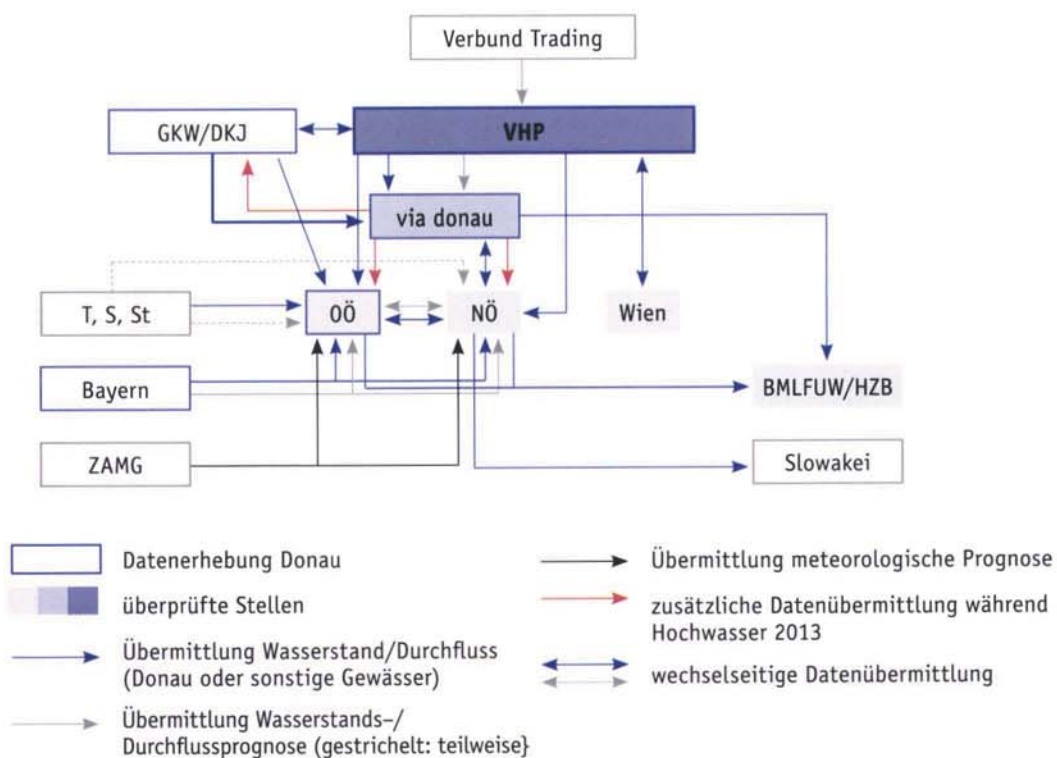 Verbund Trading
GKW/DKJ
VHP
via donau
T, S, St
OÖ
NÖ
Wien
Bayern
BMLFUW/HZB
ZAMG
Slowakei
Datenerhebung Donau
überprüfte Stellen
Übermittlung Wasserstand/Durchfluss
(Donau oder sonstige Gewässer)
Übermittlung Wasserstands-/
Durchflussprognose (gestrichelt: teilweise}
Übermittlung meteorologische Prognose
zusätzliche Datenübermittlung während
Hochwasser 2013
wechselseitige Datenübermittlung